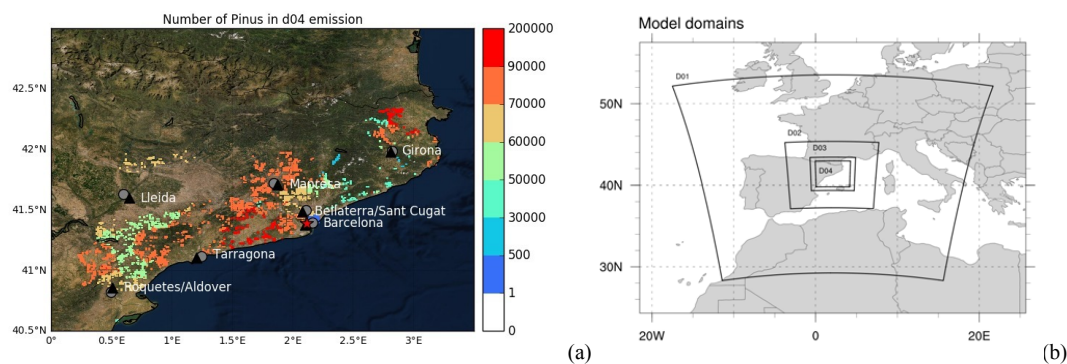 Number of Pinus in d04 emission
42.5°N
42°N
41.5°N
41°N
40.5°N
0°
0.5°E
1°E
1.5°E
2°E
2.5°E
3°E
Girona
Manresa
Lleida
Bellaterra/Sant Cugat
Barcelona
Tarragona
Roquetes/Aldover
200000
90000
70000
60000
50000
30000
500
1
0
(a)
Model domains
D01
D02
D03
D04
50N
40N
30N
20W
0
20E
(b)